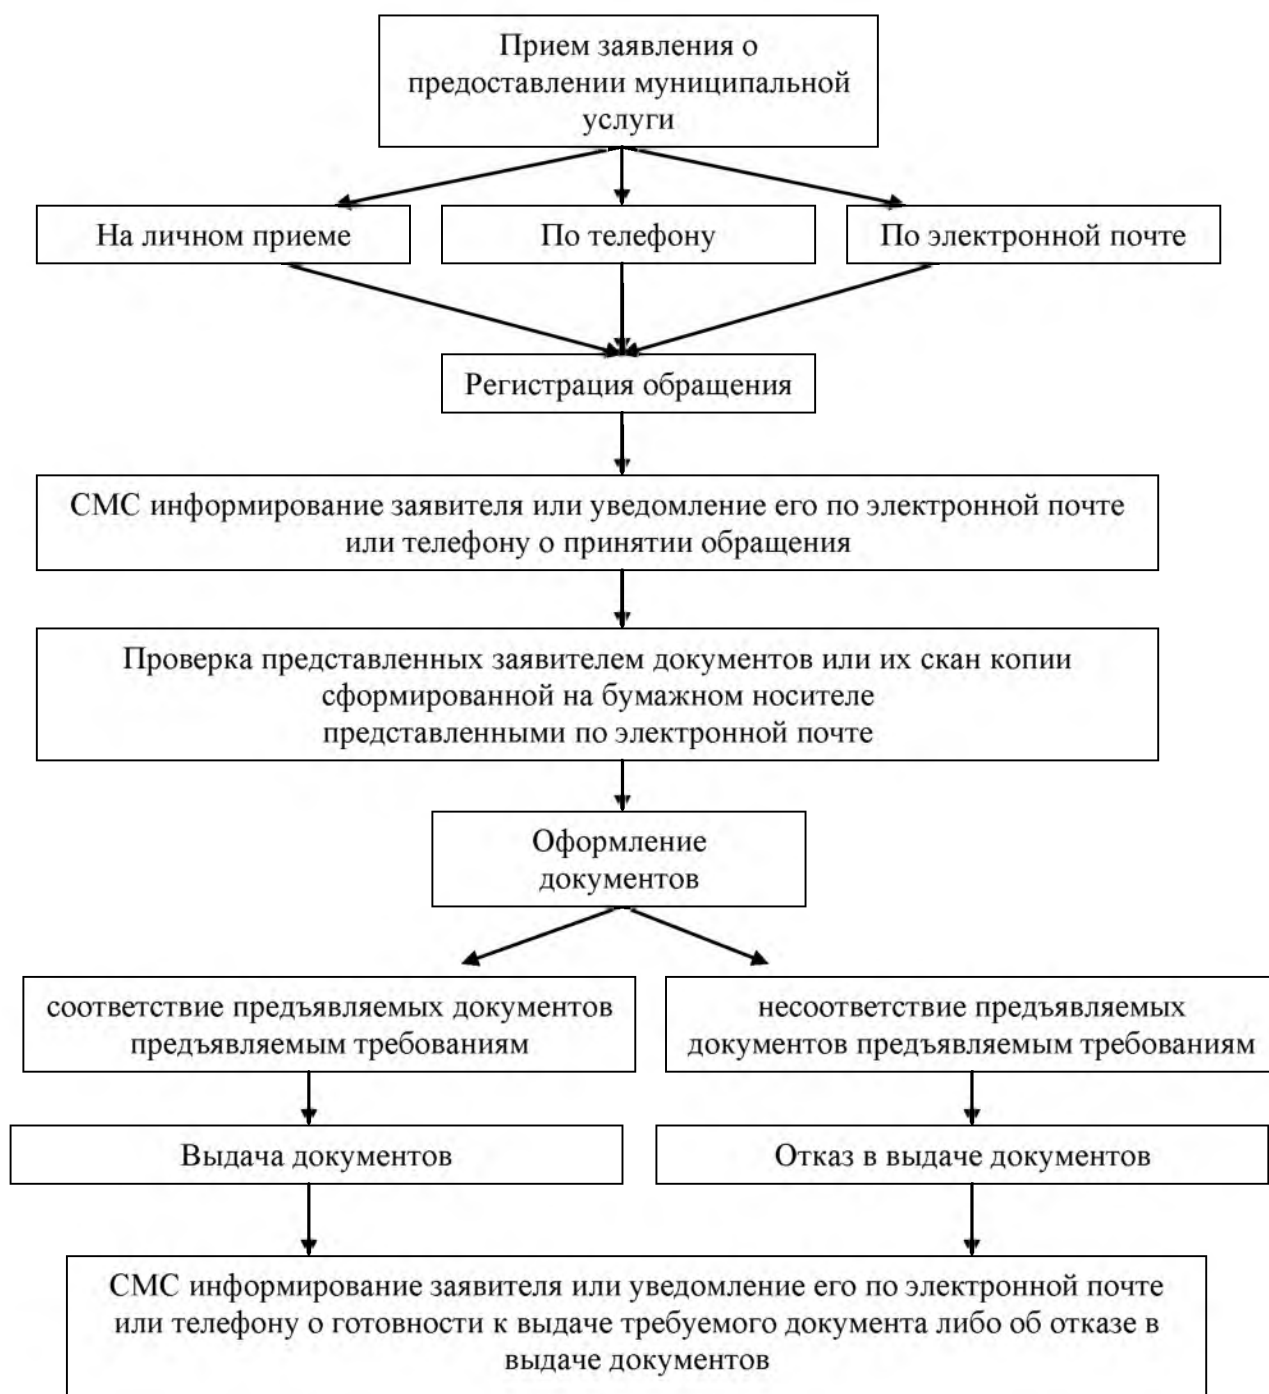 Прием заявления о
предоставлении муниципальной
услуги
На личном приеме
По телефону
По электронной почте
Регистрация обращения
СМС информирование заявителя или уведомление его по электронной почте
или телефону о принятии обращения
Проверка представленных заявителем документов или их скан копии
сформированной на бумажном носителе
представленными по электронной почте
Оформление
документов
соответствие предъявляемых документов
предъявляемым требованиям
несоответствие предъявляемых
документов предъявляемым требованиям
Выдача документов
Отказ в выдаче документов
СМС информирование заявителя или уведомление его по электронной почте
или телефону о готовности к выдаче требуемого документа либо об отказе в
выдаче документов